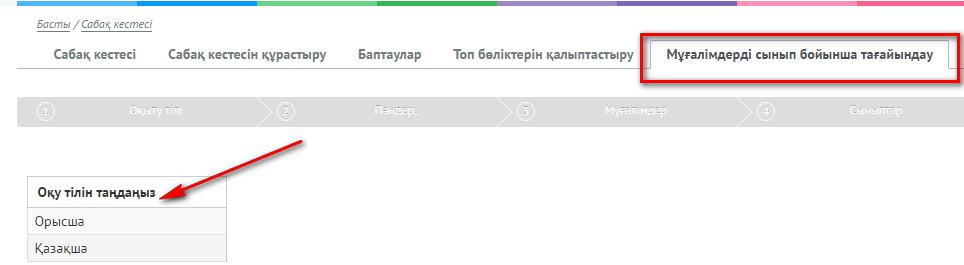 Басты / Сабақ кестесі
Сабақ кестесі Сабақ кестесін құрастыру Баптаулар Топ бөліктерін қалыптастыру Мұғалімдерді сынып бойынша тағайындау
1 Оқыту тілі 2 Пәндер; 3 Мұғалімдер 4 Сыныптар
Оқу тілін таңдаңыз
Орысша
Қазақша